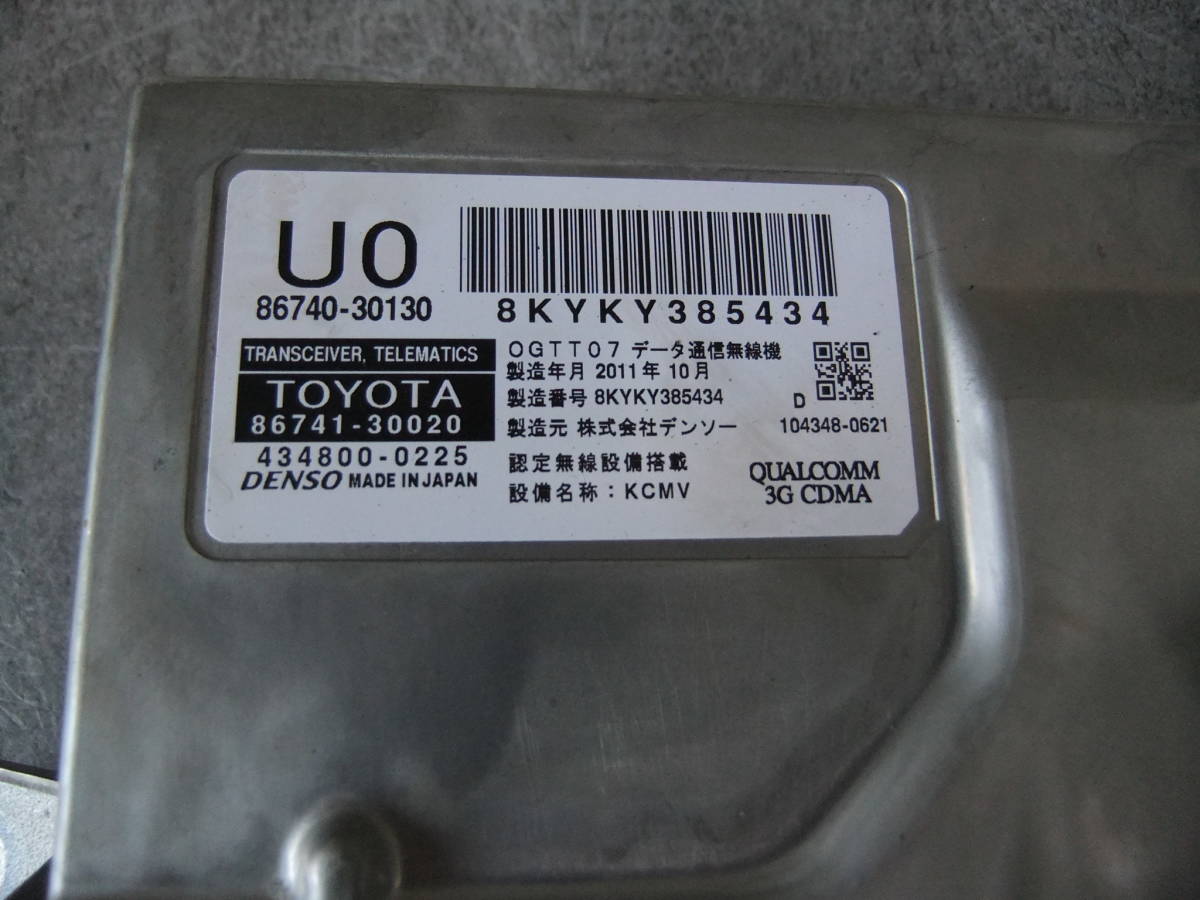 U0
86740-30130
8KYKY385434
TRANSCEIVER, TELEMATICS
TOYOTA
86741-30020
434800-0225
DENSO MADE IN JAPAN
OGTT07 データ通信無線機
製造年月 2011年 10月
製造番号 8KYKY385434
製造元 株式会社デンソー
認定無線設備搭載
設備名称：KCMV
D
104348-0621
QUALCOMM
3G CDMA